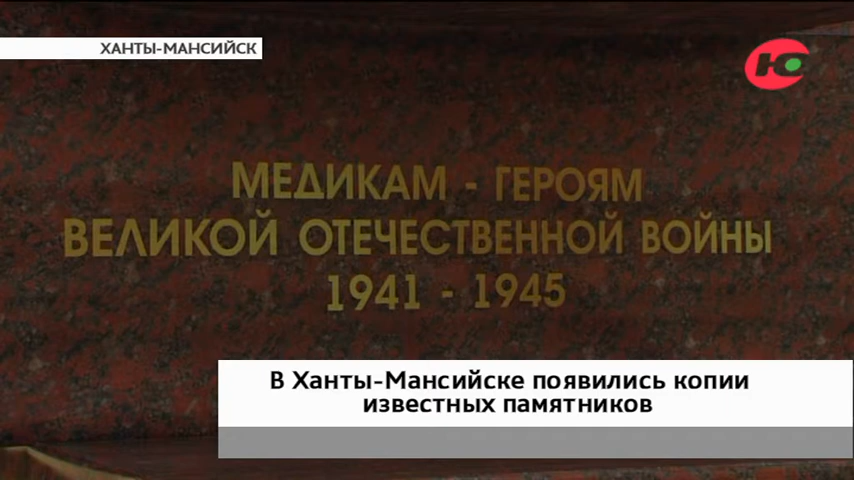 ХАНТЫ-МАНСИЙСК
Ю
МЕДИКАМ - ГЕРОЯМ
ВЕЛИКОЙ ОТЕЧЕСТВЕННОЙ ВОЙНЫ
1941 - 1945
В Ханты-Мансийске появились копии
известных памятников